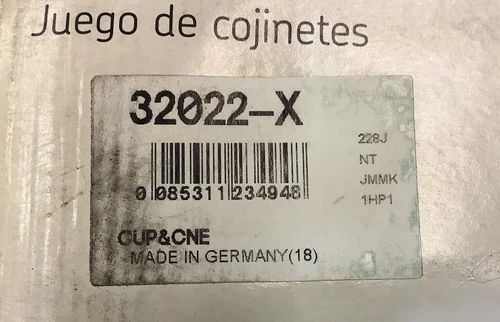 Juego de cojinetes
32022-X
228J
NT
JMMK
1HP1
0 085311 234948
CUP&CNE
MADE IN GERMANY(18)